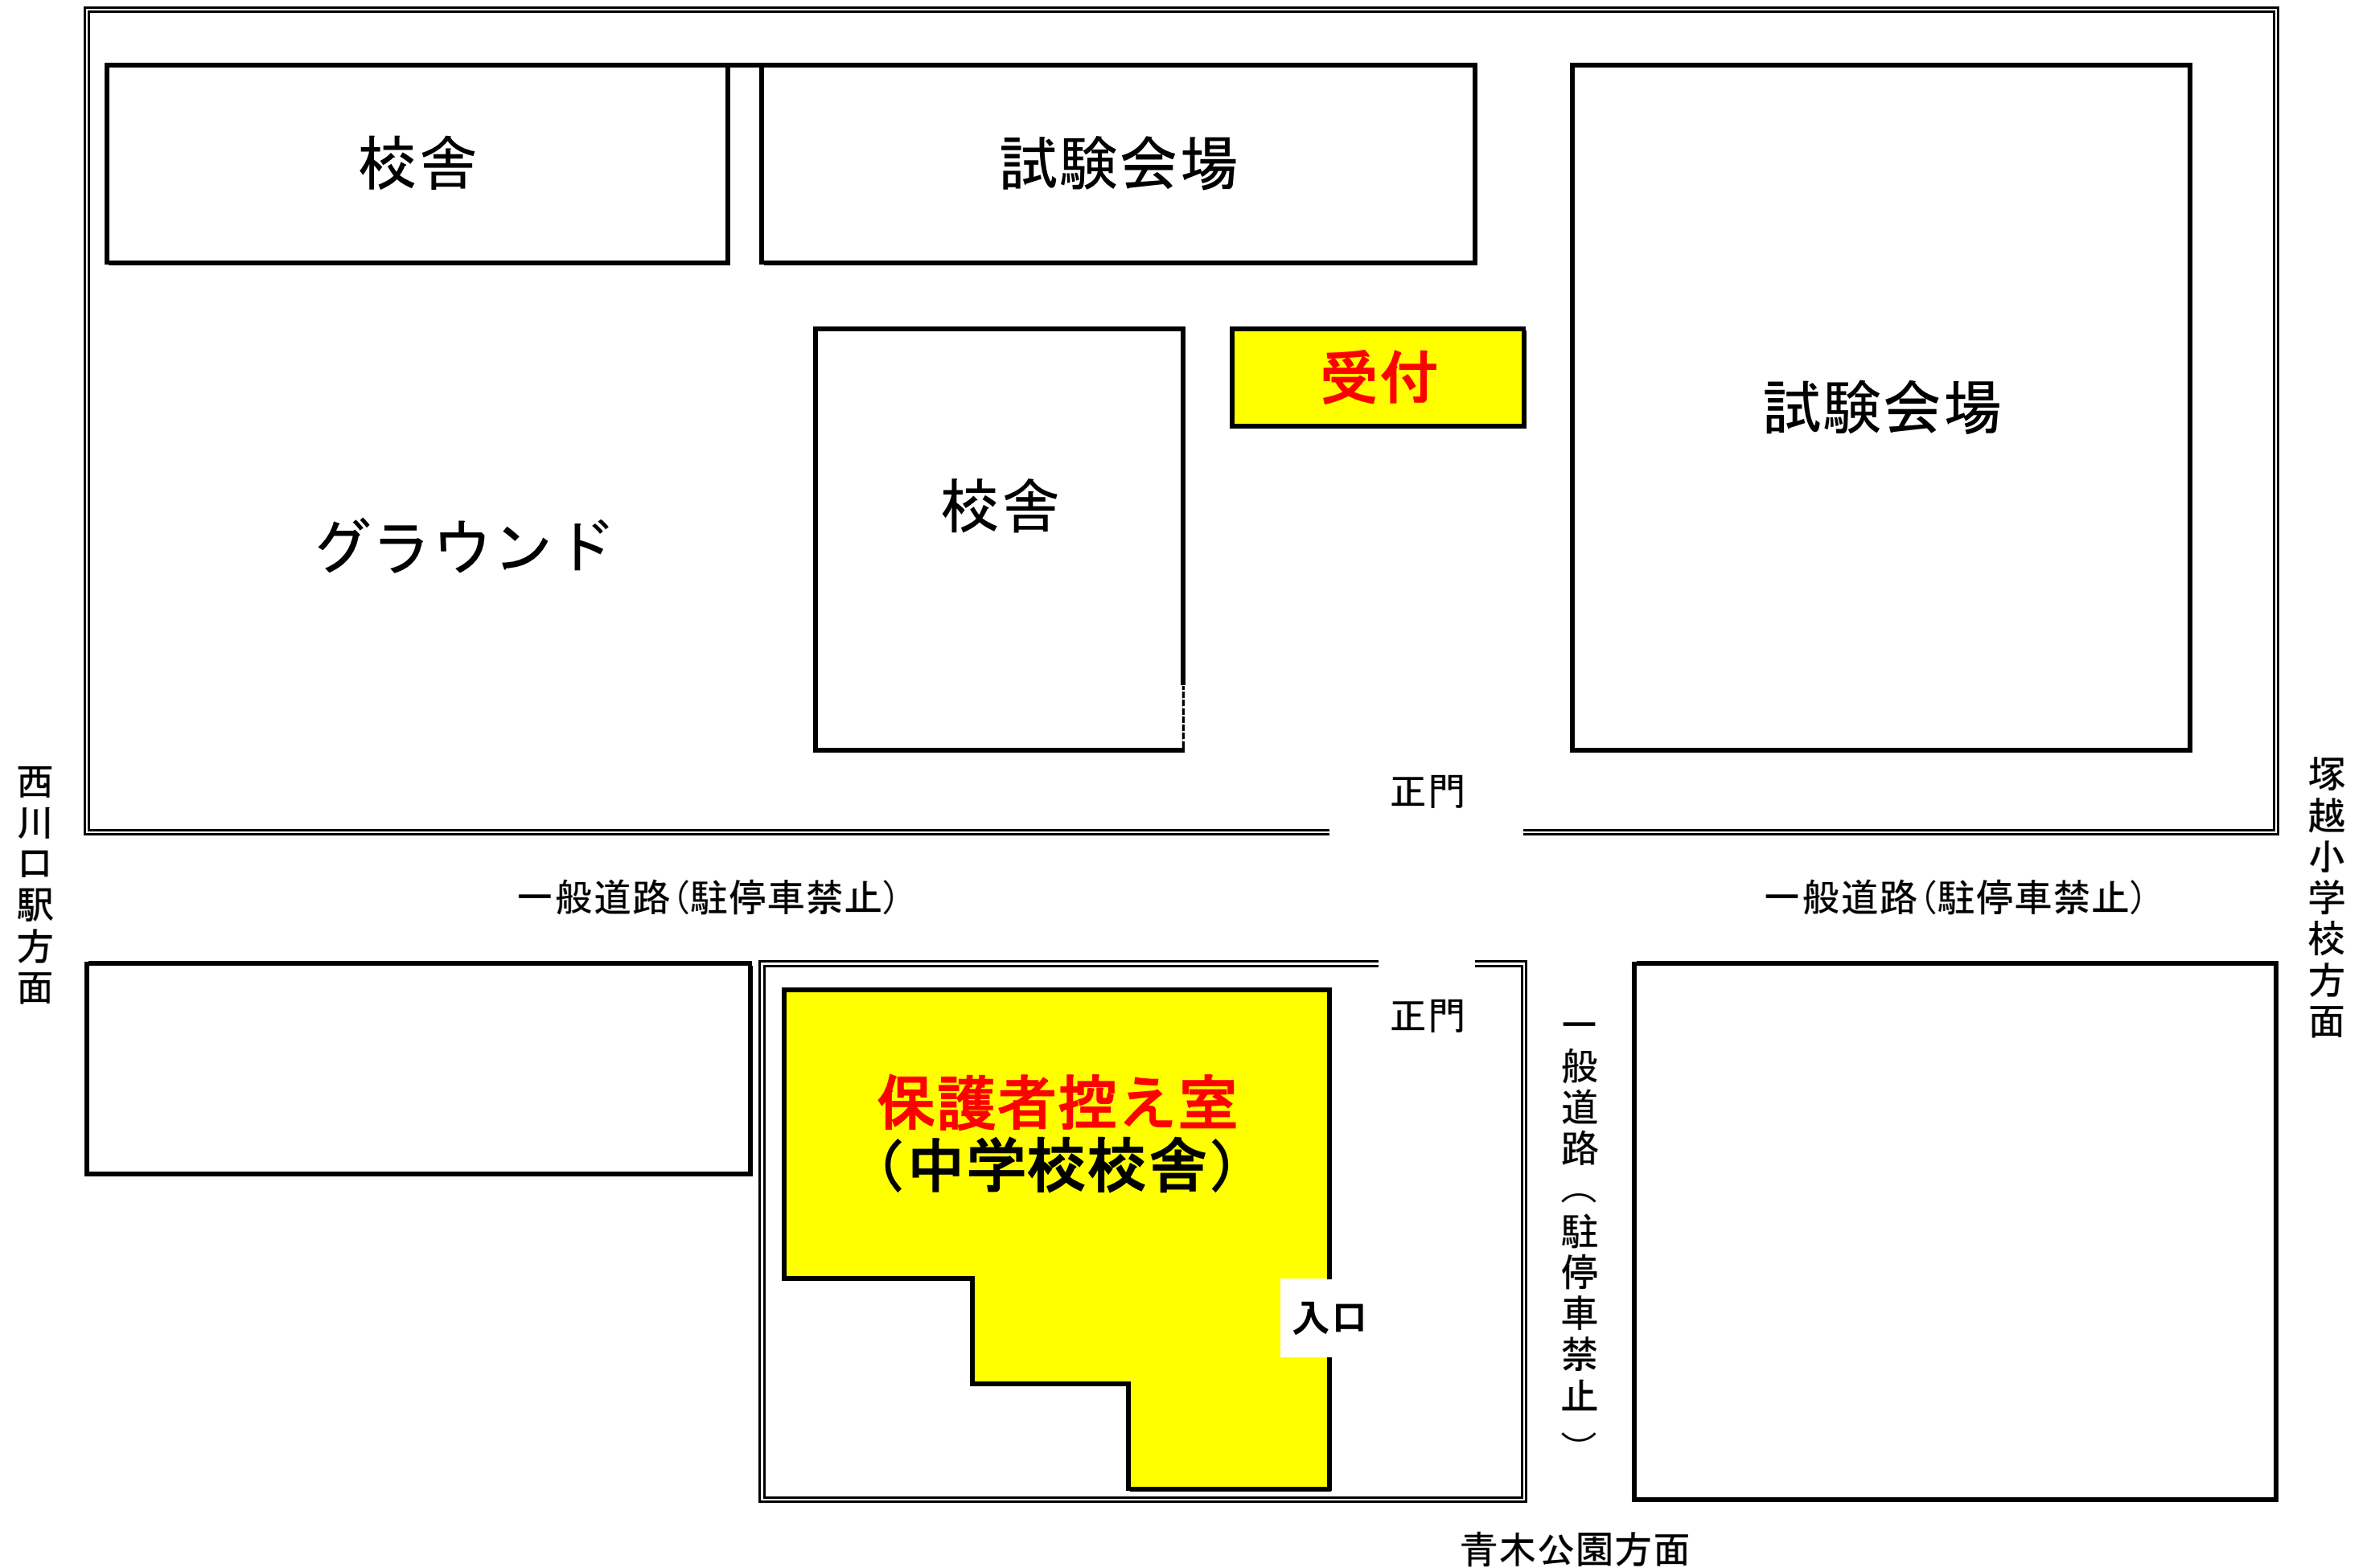 校舎
試験会場
受付
試験会場
校舎
グラウンド
正門
西川口駅方面
塚越小学校方面
一般道路（駐停車禁止）
一般道路（駐停車禁止）
正門
保護者控え室
（中学校校舎）
一般道路（駐停車禁止）
入口
青木公園方面